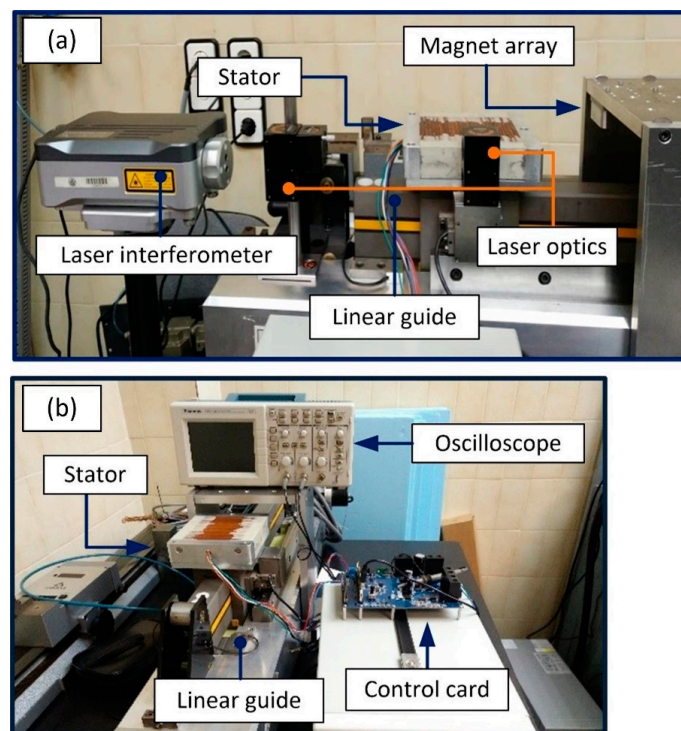 (a)
Magnet array
Stator
Laser interferometer
Laser optics
Linear guide
(b)
Oscilloscope
Stator
Linear guide
Control card